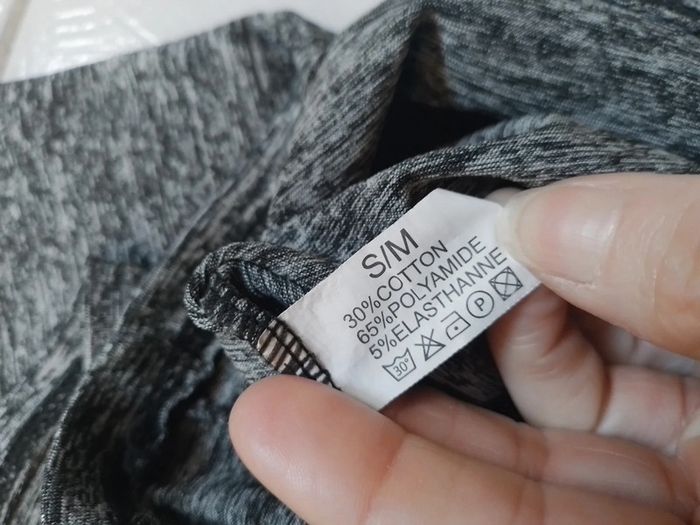 S/M
30%COTTON
65%POLYAMIDE
5%ELASTHANNE
30° P